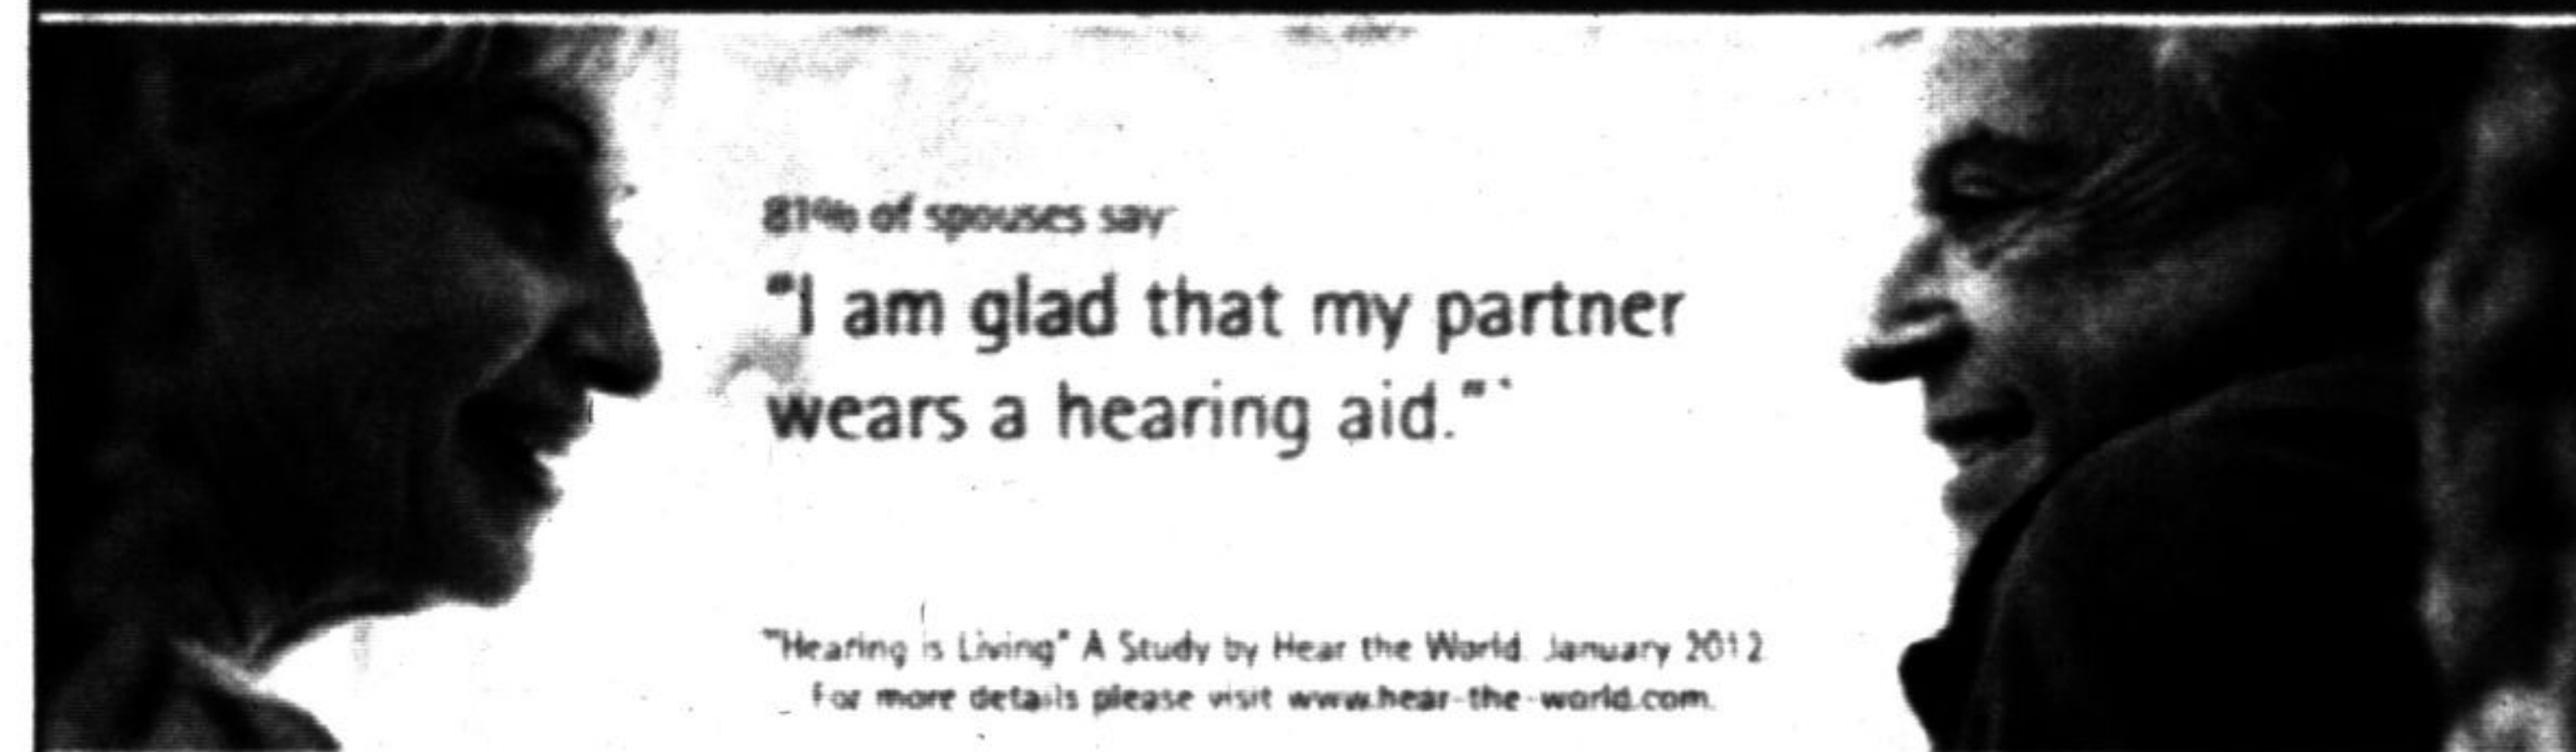 81% of spouses say
"I am glad that my partner
wears a hearing aid."*
*"Hearing is Living" A Study by Hear the World. January 2012.
For more details please visit www.hear-the-world.com.